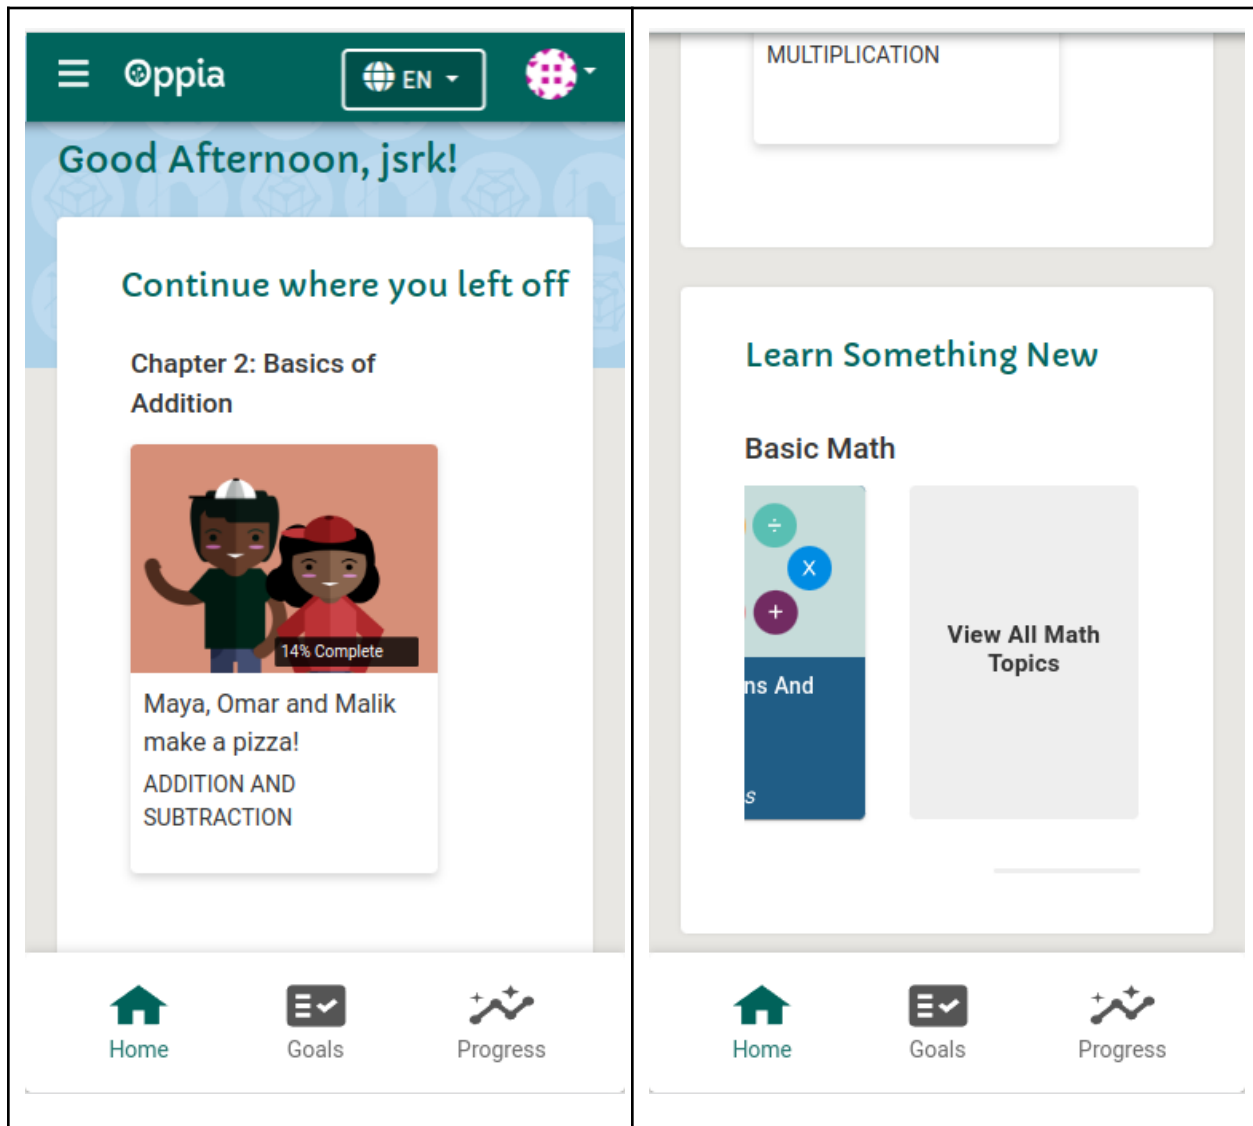 Oppia
EN
Good Afternoon, jsrk!
Continue where you left off
Chapter 2: Basics of
Addition
14% Complete
Maya, Omar and Malik
make a pizza!
ADDITION AND
SUBTRACTION
Home
Goals
Progress
MULTIPLICATION
Learn Something New
Basic Math
÷
X
+
ns And
s
View All Math
Topics
Home
Goals
Progress